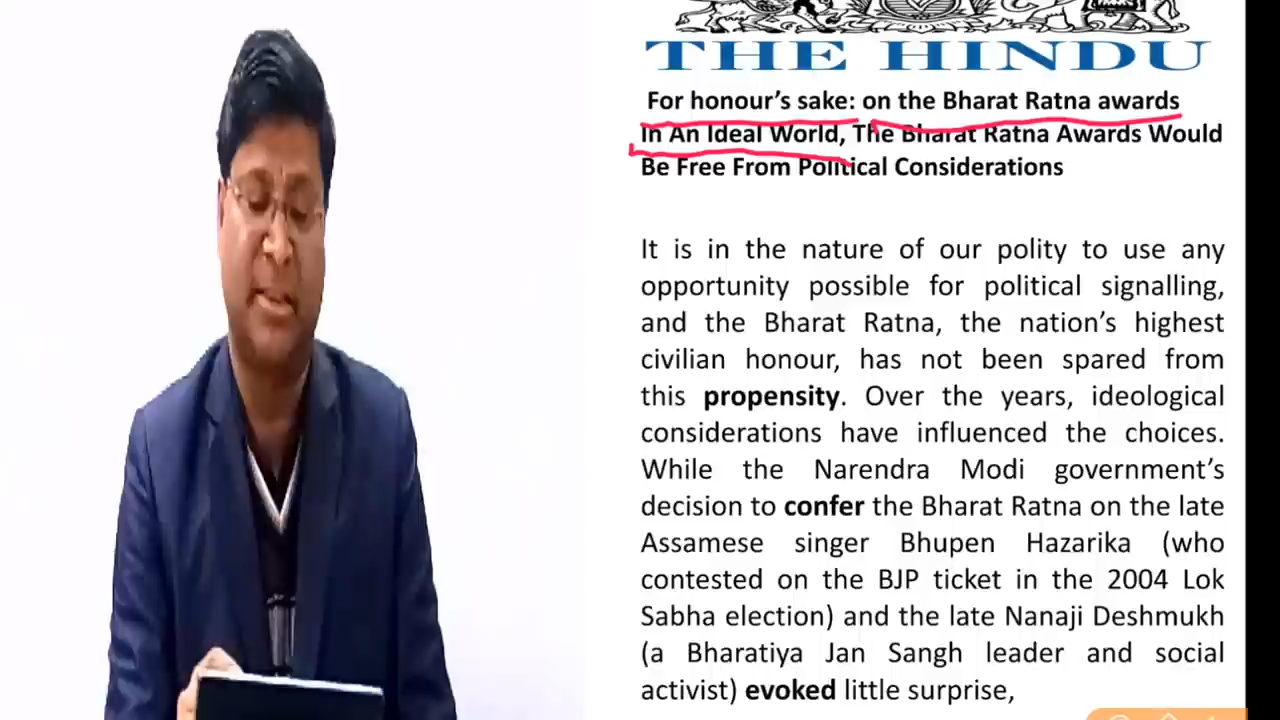 THE HINDU
For honour's sake: on the Bharat Ratna awards
In An Ideal World, The Bharat Ratna Awards Would
Be Free From Political Considerations
It is in the nature of our polity to use any
opportunity possible for political signalling,
and the Bharat Ratna, the nation's highest
civilian honour, has not been spared from
this propensity. Over the years, ideological
considerations have influenced the choices.
While the Narendra Modi government's
decision to confer the Bharat Ratna on the late
Assamese singer Bhupen Hazarika (who
contested on the BJP ticket in the 2004 Lok
Sabha election) and the late Nanaji Deshmukh
(a Bharatiya Jan Sangh leader and social
activist) evoked little surprise,